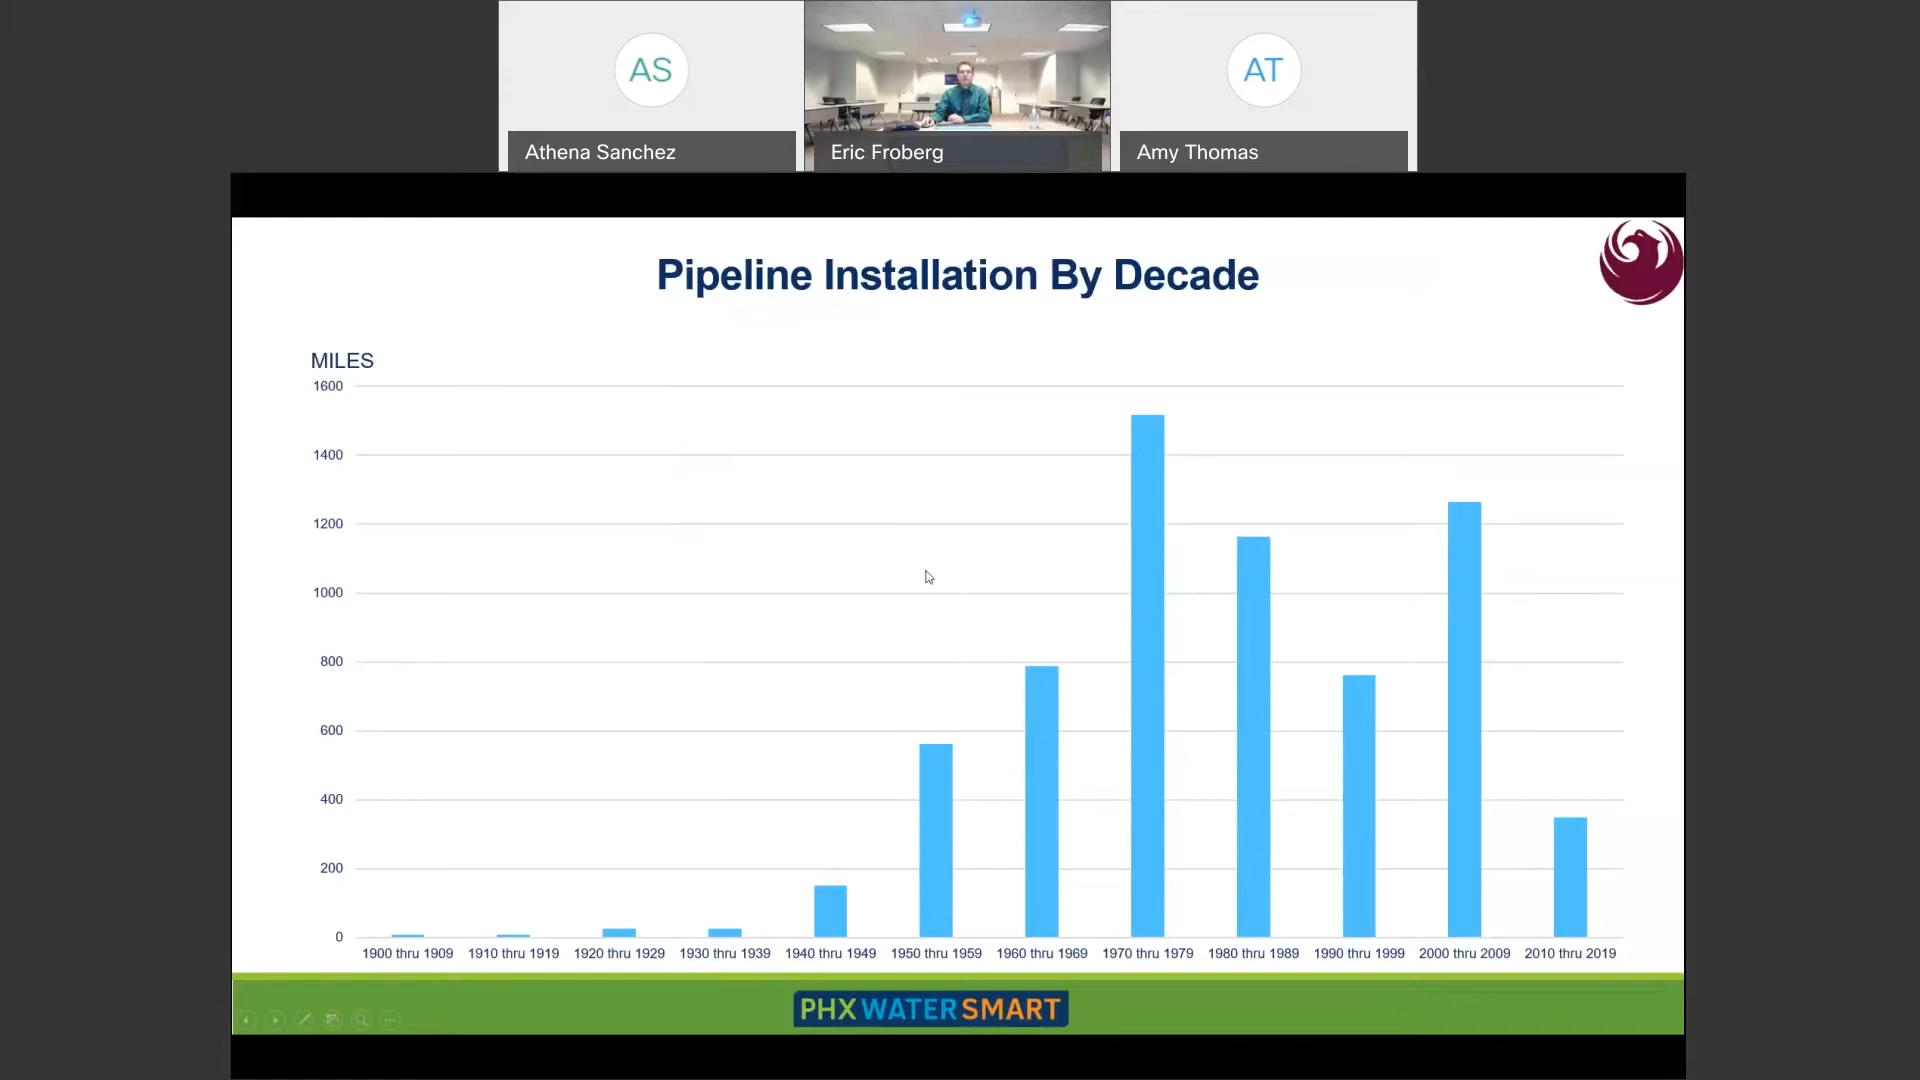 AS
AT
Athena Sanchez
Eric Froberg
Amy Thomas
Pipeline Installation By Decade
MILES
1600
1400
1200
1000
800
600
400
200
0
1900 thru 1909
1910 thru 1919
1920 thru 1929
1930 thru 1939
1940 thru 1949
1950 thru 1959
1960 thru 1969
1970 thru 1979
1980 thru 1989
1990 thru 1999
2000 thru 2009
2010 thru 2019
PHX WATER SMART